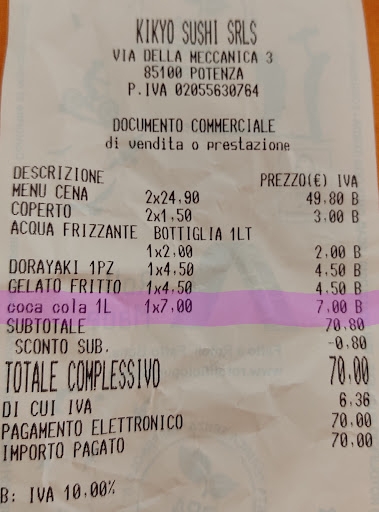 KIKYO SUSHI SRLS
VIA DELLA MECCANICA 3
85100 POTENZA
P.IVA 02055630764
DOCUMENTO COMMERCIALE
di vendita o prestazione
DESCRIZIONE PREZZO(€) IVA
MENU CENA 2x24,90 49,80 B
COPERTO 2x1,50 3,00 B
ACQUA FRIZZANTE BOTTIGLIA 1LT
1x2,00 2,00 B
DORAYAKI 1PZ 1x4,50 4,50 B
GELATO FRITTO 1x4,50 4,50 B
coca cola 1L 1x7,00 7,00 B
SUBTOTALE 70,80
SCONTO SUB. -0,80
TOTALE COMPLESSIVO 70,00
DI CUI IVA 6,36
PAGAMENTO ELETTRONICO 70,00
IMPORTO PAGATO 70,00
B: IVA 10,00%